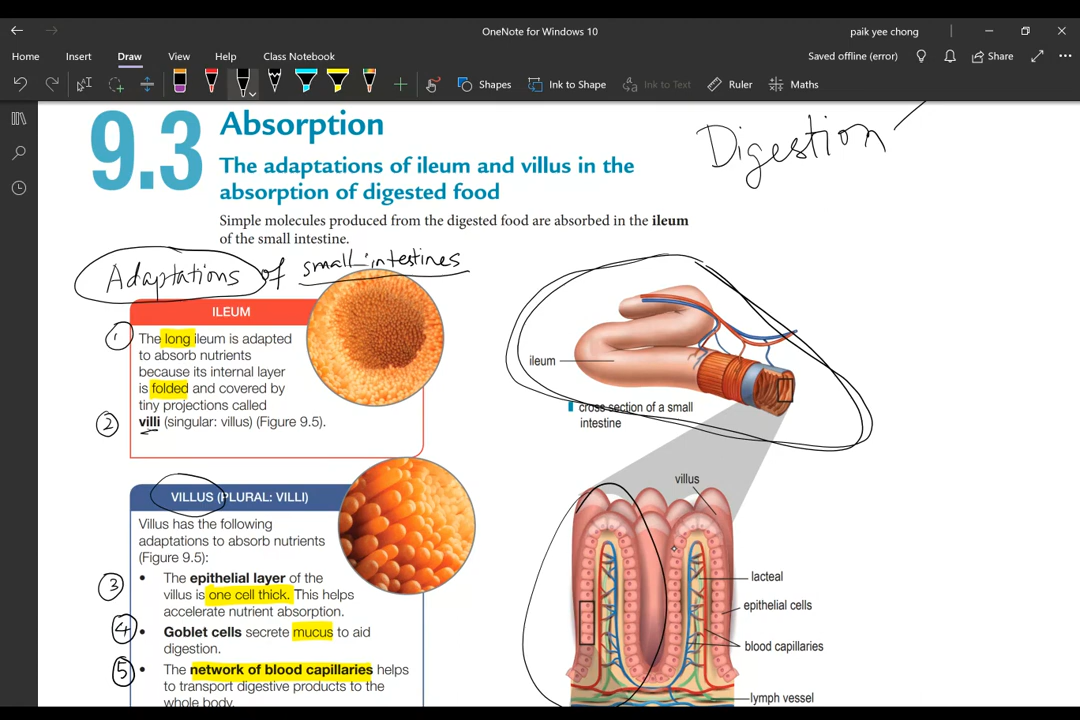 OneNote for Windows 10
paik yee chong
Home Insert Draw View Help Class Notebook
Saved offline (error) Share
Shapes Ink to Shape Ink to Text Ruler Maths
9.3 Absorption
Digestion
The adaptations of ileum and villus in the
absorption of digested food
Simple molecules produced from the digested food are absorbed in the ileum
of the small intestine.
Adaptations of small intestines
ILEUM
1 The long ileum is adapted
to absorb nutrients
because its internal layer
is folded and covered by
tiny projections called
2 villi (singular: villus) (Figure 9.5).
ileum
cross section of a small
intestine
VILLUS (PLURAL: VILLI)
Villus has the following
adaptations to absorb nutrients
(Figure 9.5):
3 • The epithelial layer of the
villus is one cell thick. This helps
accelerate nutrient absorption.
4 • Goblet cells secrete mucus to aid
digestion.
5 • The network of blood capillaries helps
to transport digestive products to the
whole body.
villus
lacteal
epithelial cells
blood capillaries
lymph vessel